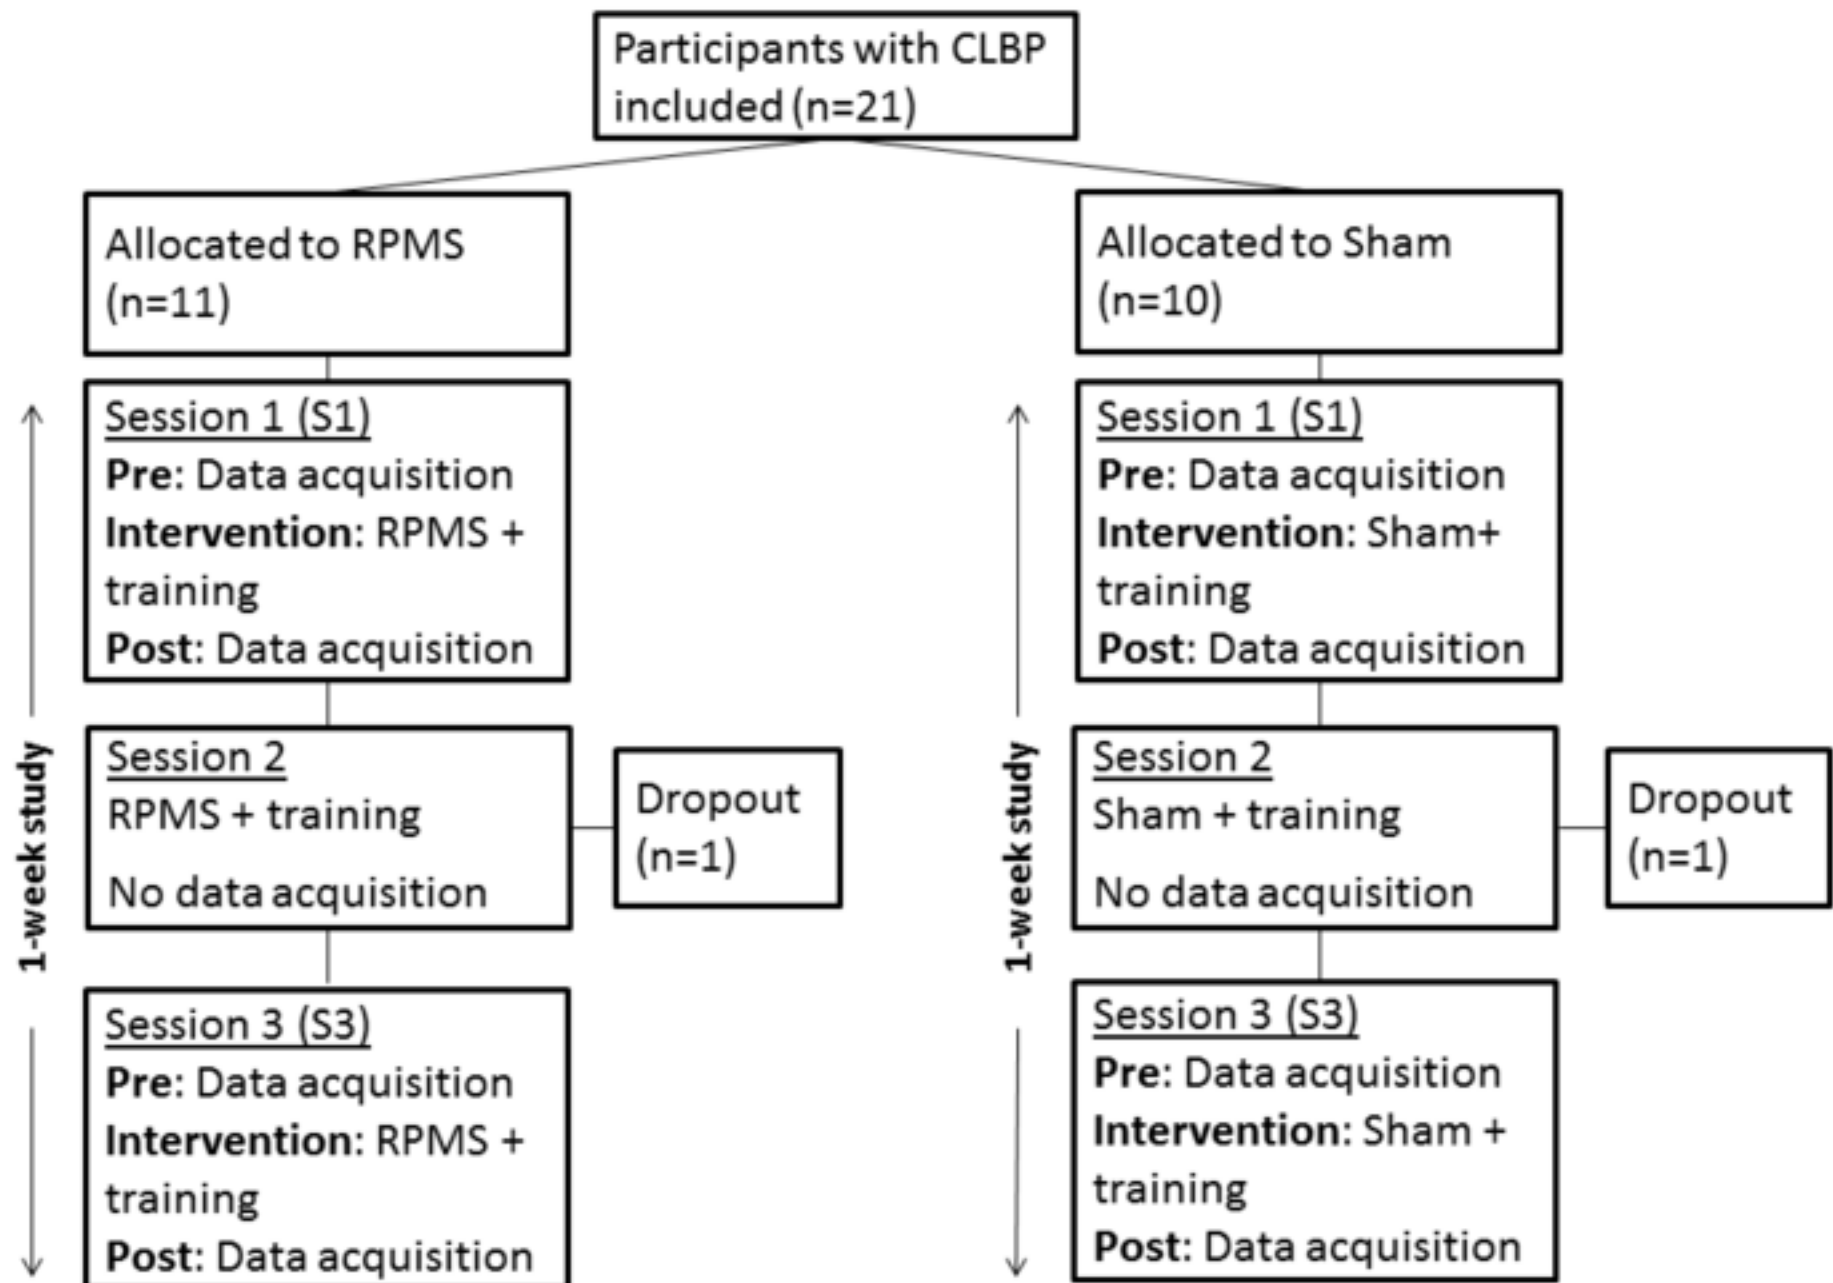 Participants with CLBP
included (n=21)
Allocated to RPMS
(n=11)
Allocated to Sham
(n=10)
1-week study
Session 1 (S1)
Pre: Data acquisition
Intervention: RPMS +
training
Post: Data acquisition
Session 2
RPMS + training
No data acquisition
Dropout
(n=1)
Session 3 (S3)
Pre: Data acquisition
Intervention: RPMS +
training
Post: Data acquisition
1-week study
Session 1 (S1)
Pre: Data acquisition
Intervention: Sham+
training
Post: Data acquisition
Session 2
Sham + training
No data acquisition
Dropout
(n=1)
Session 3 (S3)
Pre: Data acquisition
Intervention: Sham +
training
Post: Data acquisition